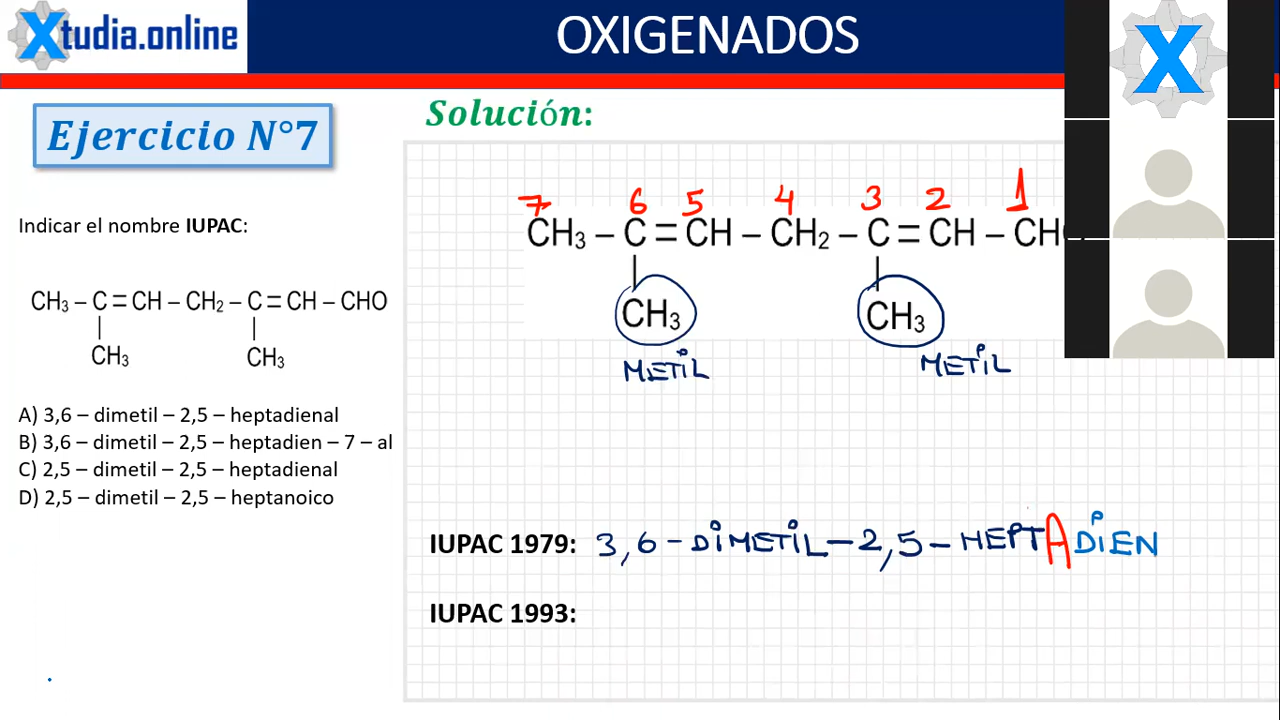 Xtudia.online
OXIGENADOS
X
Ejercicio N°7
Indicar el nombre IUPAC:
CH₃ – C = CH – CH₂ – C = CH – CHO
CH₃ CH₃
A) 3,6 – dimetil – 2,5 – heptadienal
B) 3,6 – dimetil – 2,5 – heptadien – 7 – al
C) 2,5 – dimetil – 2,5 – heptadienal
D) 2,5 – dimetil – 2,5 – heptanoico
Solución:
7 6 5 4 3 2 1
CH₃ – C = CH – CH₂ – C = CH – CH
CH₃ CH₃
METIL METIL
IUPAC 1979: 3,6 – DIMETIL – 2,5 – HEPTADIEN
IUPAC 1993: